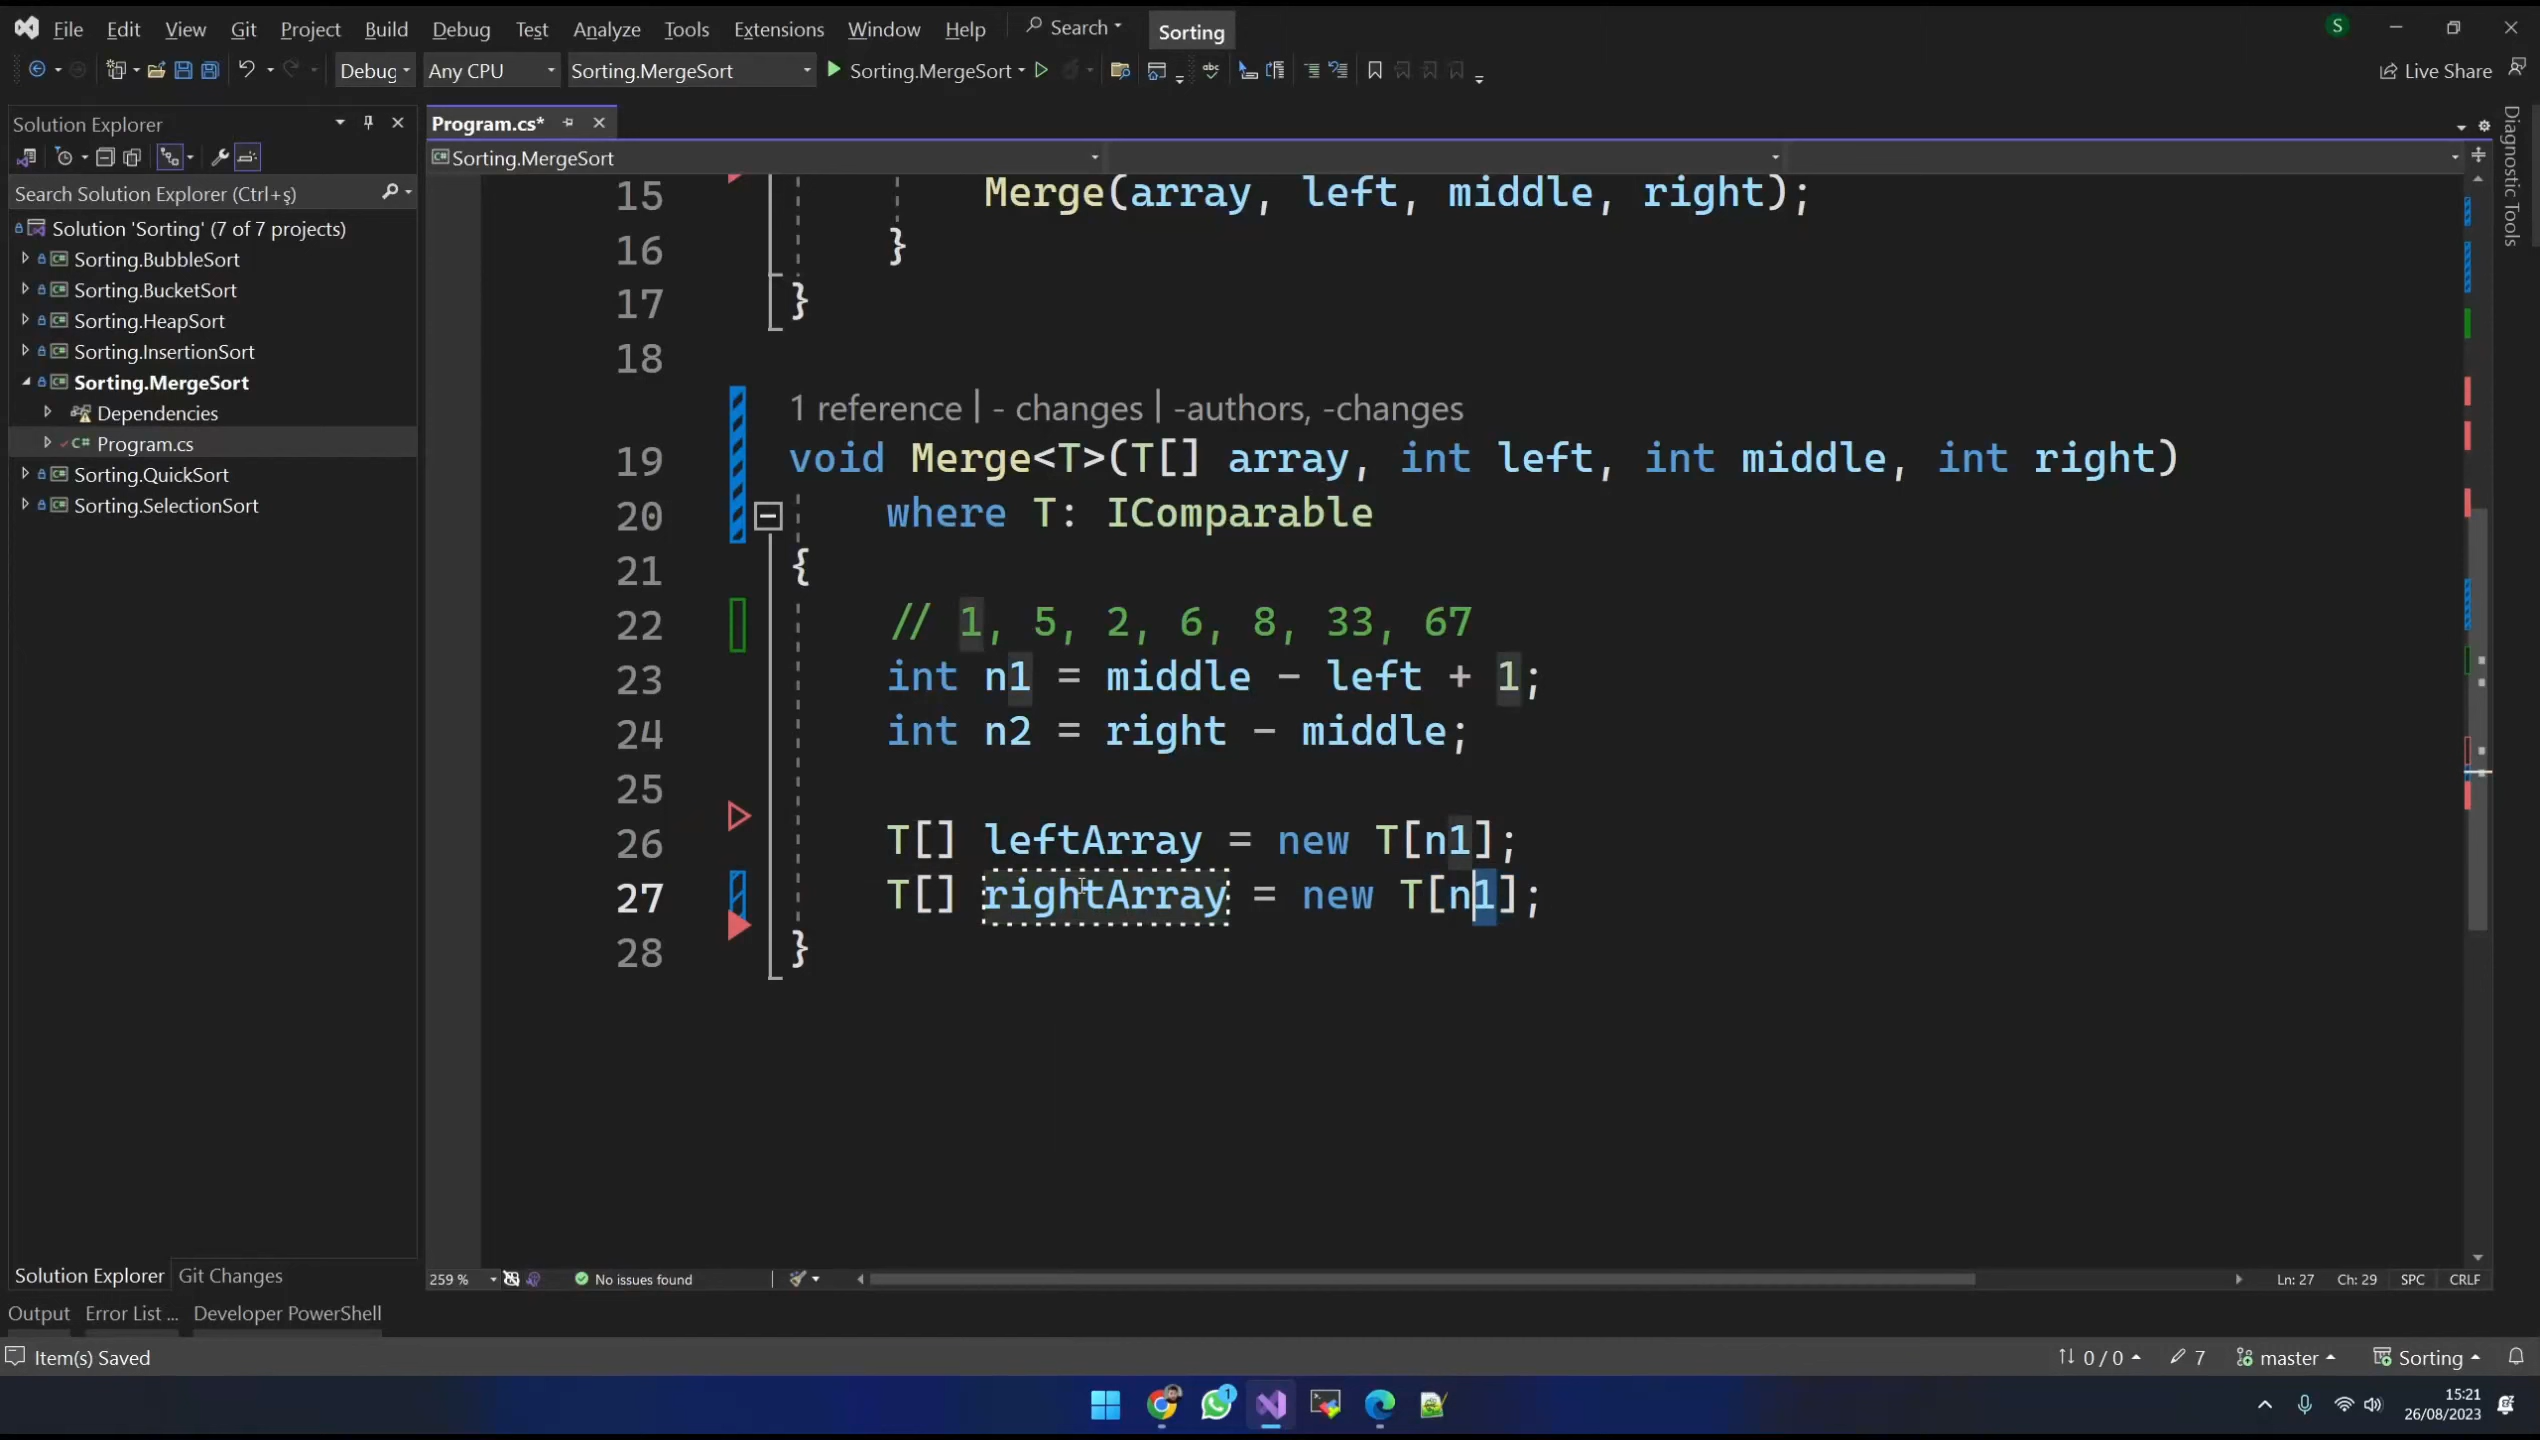 File Edit View Git Project Build Debug Test Analyze Tools Extensions Window Help Search Sorting S
Debug Any CPU Sorting.MergeSort Sorting.MergeSort Live Share
Solution Explorer
Program.cs*
Diagnostic Tools
Sorting.MergeSort
Search Solution Explorer (Ctrl+ş)
Solution 'Sorting' (7 of 7 projects)
Sorting.BubbleSort
Sorting.BucketSort
Sorting.HeapSort
Sorting.InsertionSort
Sorting.MergeSort
Dependencies
Program.cs
Sorting.QuickSort
Sorting.SelectionSort
15 Merge(array, left, middle, right);
16 }
17 }
18
1 reference | - changes | -authors, -changes
19 void Merge<T>(T[] array, int left, int middle, int right)
20 where T: IComparable
21 {
22 // 1, 5, 2, 6, 8, 33, 67
23 int n1 = middle - left + 1;
24 int n2 = right - middle;
25
26 T[] leftArray = new T[n1];
27 T[] rightArray = new T[n1];
28 }
Solution Explorer Git Changes
259 % No issues found Ln: 27 Ch: 29 SPC CRLF
Output Error List ... Developer PowerShell
Item(s) Saved 0 / 0 7 master Sorting
1
15:21
26/08/2023